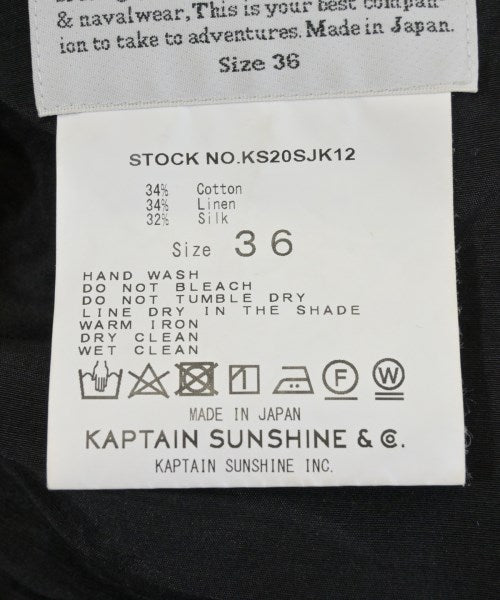 & navalwear, This is your best compan-
ion to take to adventures. Made in Japan.
Size 36
STOCK NO.KS20SJK12
34% Cotton
34% Linen
32% Silk
Size 36
HAND WASH
DO NOT BLEACH
DO NOT TUMBLE DRY
LINE DRY IN THE SHADE
WARM IRON
DRY CLEAN
WET CLEAN
F W
MADE IN JAPAN
KAPTAIN SUNSHINE & Co.
KAPTAIN SUNSHINE INC.